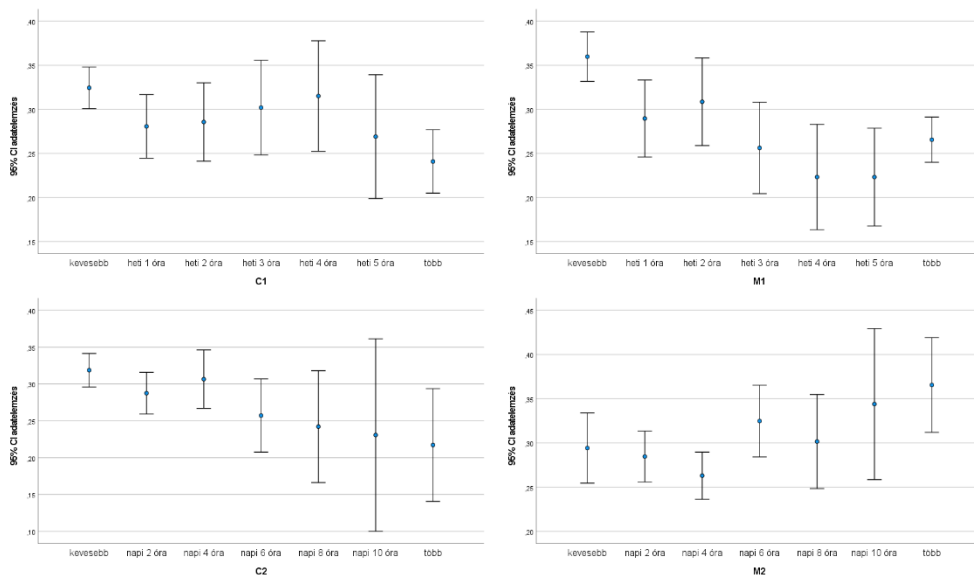 ,40
,35
,30
,25
,20
,15
95% CI adatelemzés
kevesebb heti 1 óra heti 2 óra heti 3 óra heti 4 óra heti 5 óra több
C1
,40
,35
,30
,25
,20
,15
95% CI adatelemzés
kevesebb heti 1 óra heti 2 óra heti 3 óra heti 4 óra heti 5 óra több
M1
,40
,35
,30
,25
,20
,15
,10
95% CI adatelemzés
kevesebb napi 2 óra napi 4 óra napi 6 óra napi 8 óra napi 10 óra több
C2
,45
,40
,35
,30
,25
,20
95% CI adatelemzés
kevesebb napi 2 óra napi 4 óra napi 6 óra napi 8 óra napi 10 óra több
M2